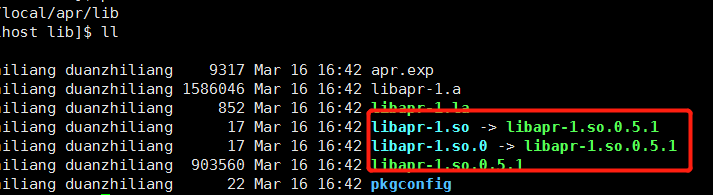 /local/apr/lib
host lib]$ ll
iliang duanzhiliang 9317 Mar 16 16:42 apr.exp
iliang duanzhiliang 1586046 Mar 16 16:42 libapr-1.a
iliang duanzhiliang 852 Mar 16 16:42 libapr-1.la
iliang duanzhiliang 17 Mar 16 16:42 libapr-1.so -> libapr-1.so.0.5.1
iliang duanzhiliang 17 Mar 16 16:42 libapr-1.so.0 -> libapr-1.so.0.5.1
iliang duanzhiliang 903560 Mar 16 16:42 libapr-1.so.0.5.1
iliang duanzhiliang 22 Mar 16 16:42 pkgconfig